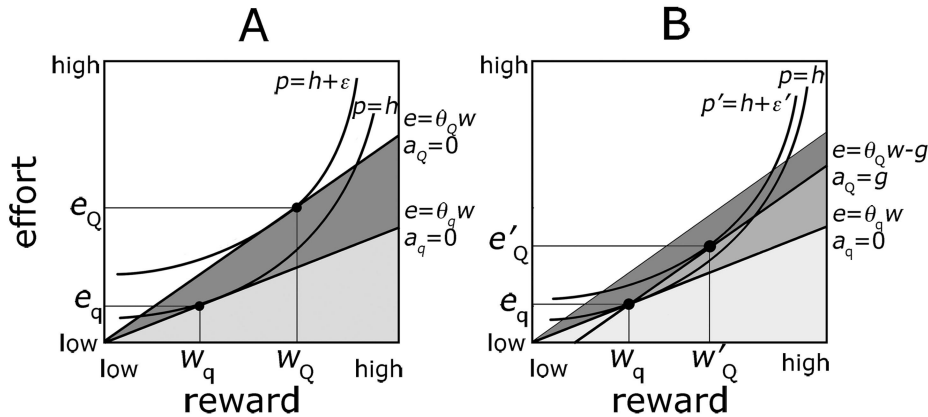 A
high
effort
e_Q
e_q
low
p=h+ε
p=h
e=θ̂_Q w
a_Q=0
e=θ_q w
a_q=0
low
w_q
w_Q
high
reward
B
high
e′_Q
e_q
low
p′=h+ε′
p=h
e=θ_Q w-g
a_Q=g
e=θ_q w
a_q=0
low
w_q
w′_Q
high
reward